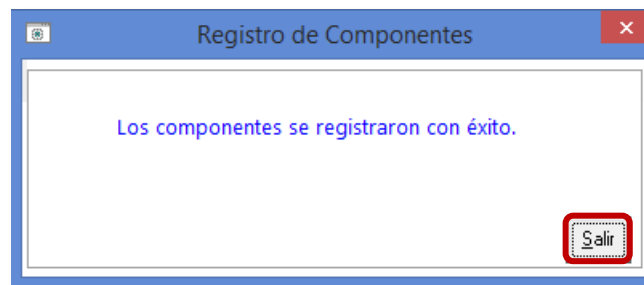 Registro de Componentes
Los componentes se registraron con éxito.
Salir